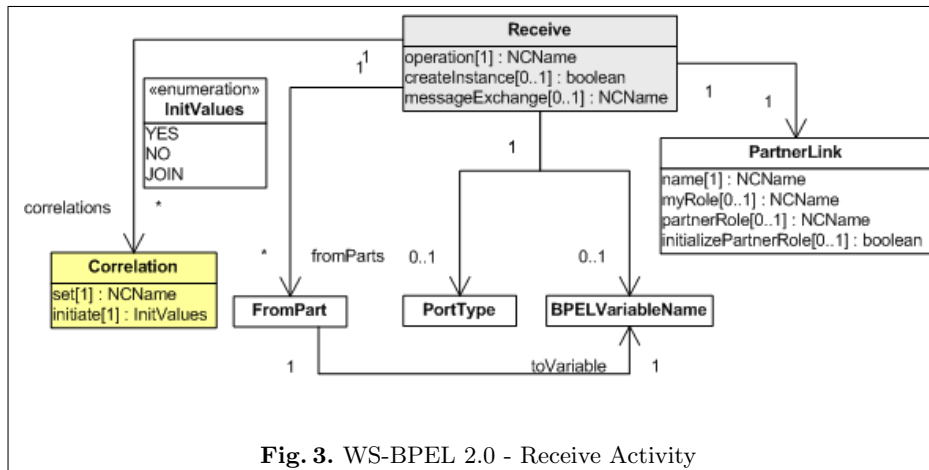 Receive
operation[1] : NCName
createInstance[0..1] : boolean
messageExchange[0..1] : NCName
1
1
1
1
1
«enumeration»
InitValues
YES
NO
JOIN
PartnerLink
name[1] : NCName
myRole[0..1] : NCName
partnerRole[0..1] : NCName
initializePartnerRole[0..1] : boolean
correlations
*
*
fromParts
0..1
0..1
Correlation
set[1] : NCName
initiate[1] : InitValues
FromPart
PortType
BPELVariableName
1
toVariable
1
Fig. 3. WS-BPEL 2.0 - Receive Activity